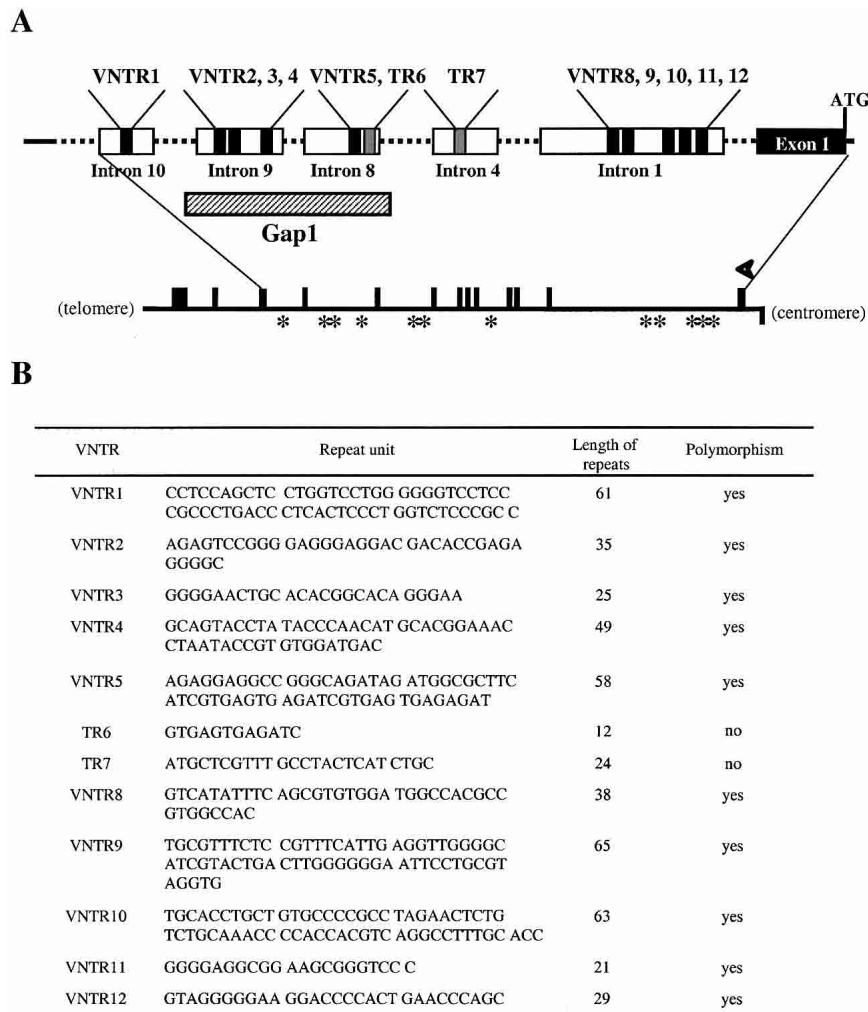 A
VNTR1 VNTR2, 3, 4 VNTR5, TR6 TR7 VNTR8, 9, 10, 11, 12
ATG
Exon 1
Intron 10 Intron 9 Intron 8 Intron 4 Intron 1
Gap1
(telomere) (centromere)
* ** * ** * ** ***
B
VNTR Repeat unit Length of repeats Polymorphism
VNTR1 CCTCCAGCTC CTGGTCCTGG GGGGTCCTCC 61 yes
CGCCCTGACC CTCACTCCCT GGTCTCCCGC C
VNTR2 AGAGTCCGGG GAGGGAGGAC GACACCGAGA 35 yes
GGGGC
VNTR3 GGGGAACTGC ACACGGCACA GGGAA 25 yes
VNTR4 GCAGTACCTA TACCCAACAT GCACGGAAAC 49 yes
CTAATACCGT GTGGATGAC
VNTR5 AGAGGAGGCC GGGCAGATAG ATGGCGCTTC 58 yes
ATCGTGAGTG AGATCGTGAG TGAGAGAT
TR6 GTGAGTGAGATC 12 no
TR7 ATGCTCGTTT GCCTACTCAT CTGC 24 no
VNTR8 GTCATATTTC AGCGTGTGGA TGGCCACGCC 38 yes
GTGGCCAC
VNTR9 TGCGTTTCTC CGTTTCATTG AGGTTGGGGC 65 yes
ATCGTACTGA CTTGGGGGGA ATTCCTGCGT
AGGTG
VNTR10 TGCACCTGCT GTGCCCCGCC TAGAACTCTG 63 yes
TCTGCAAACC CCACCACGTC AGGCCTTTGC ACC
VNTR11 GGGGAGGCGG AAGCGGGTCC C 21 yes
VNTR12 GTAGGGGGAA GGACCCCACT GAACCCAGC 29 yes